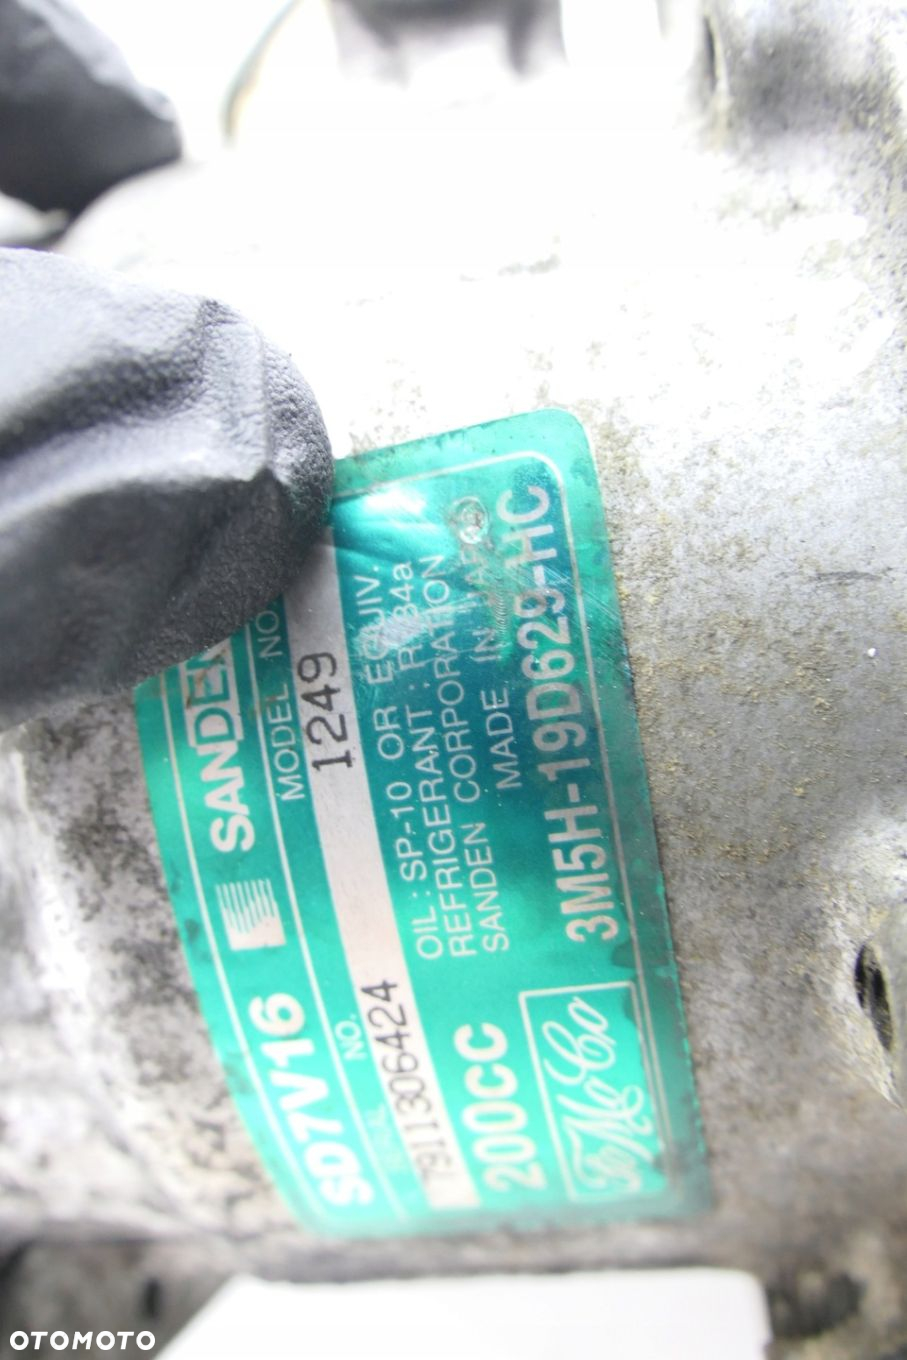 SD7V16 SANDEN
NO. MODEL NO.
7911306424 1249
200CC
OIL: SP-10 OR EQUIV.
REFRIGERANT: R134a
SANDEN CORPORATION
MADE IN JAPAN
FoMoCo
3M5H-19D629-HC
OTOMOTO